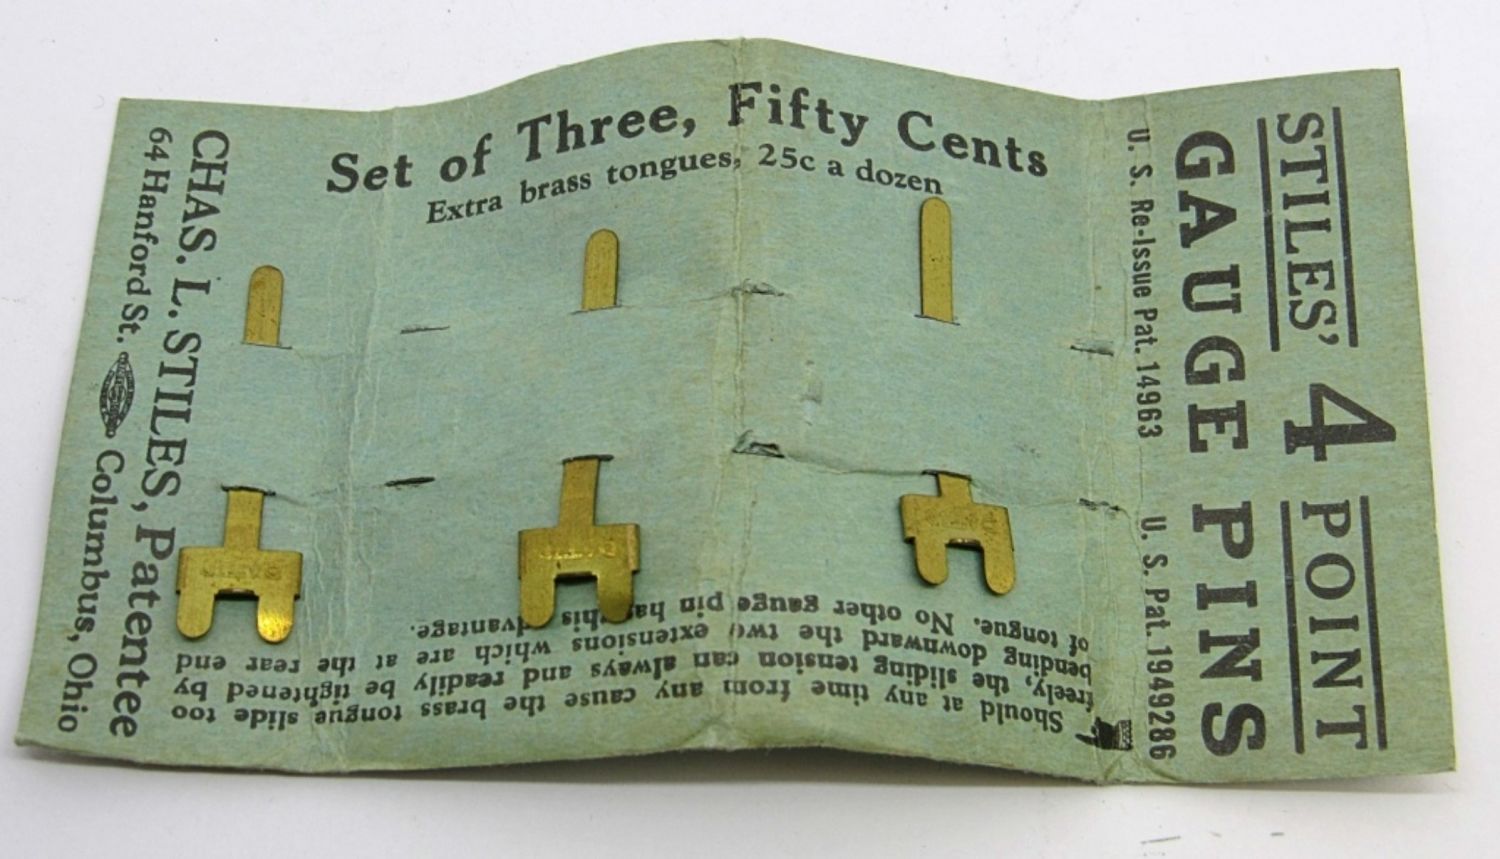 Set of Three, Fifty Cents
Extra brass tongues, 25c a dozen
STILES' 4 POINT
GAUGE PINS
U. S. Re-Issue Pat. 14963 U. S. Pat. 1949286
CHAS. L. STILES, Patentee
64 Hanford St. Columbus, Ohio
Should at any time from any cause the brass tongue slide too
freely, the sliding tension can always and readily be tightened by
bending downward the two extensions which are at the rear end
of tongue. No other gauge pin has this advantage.